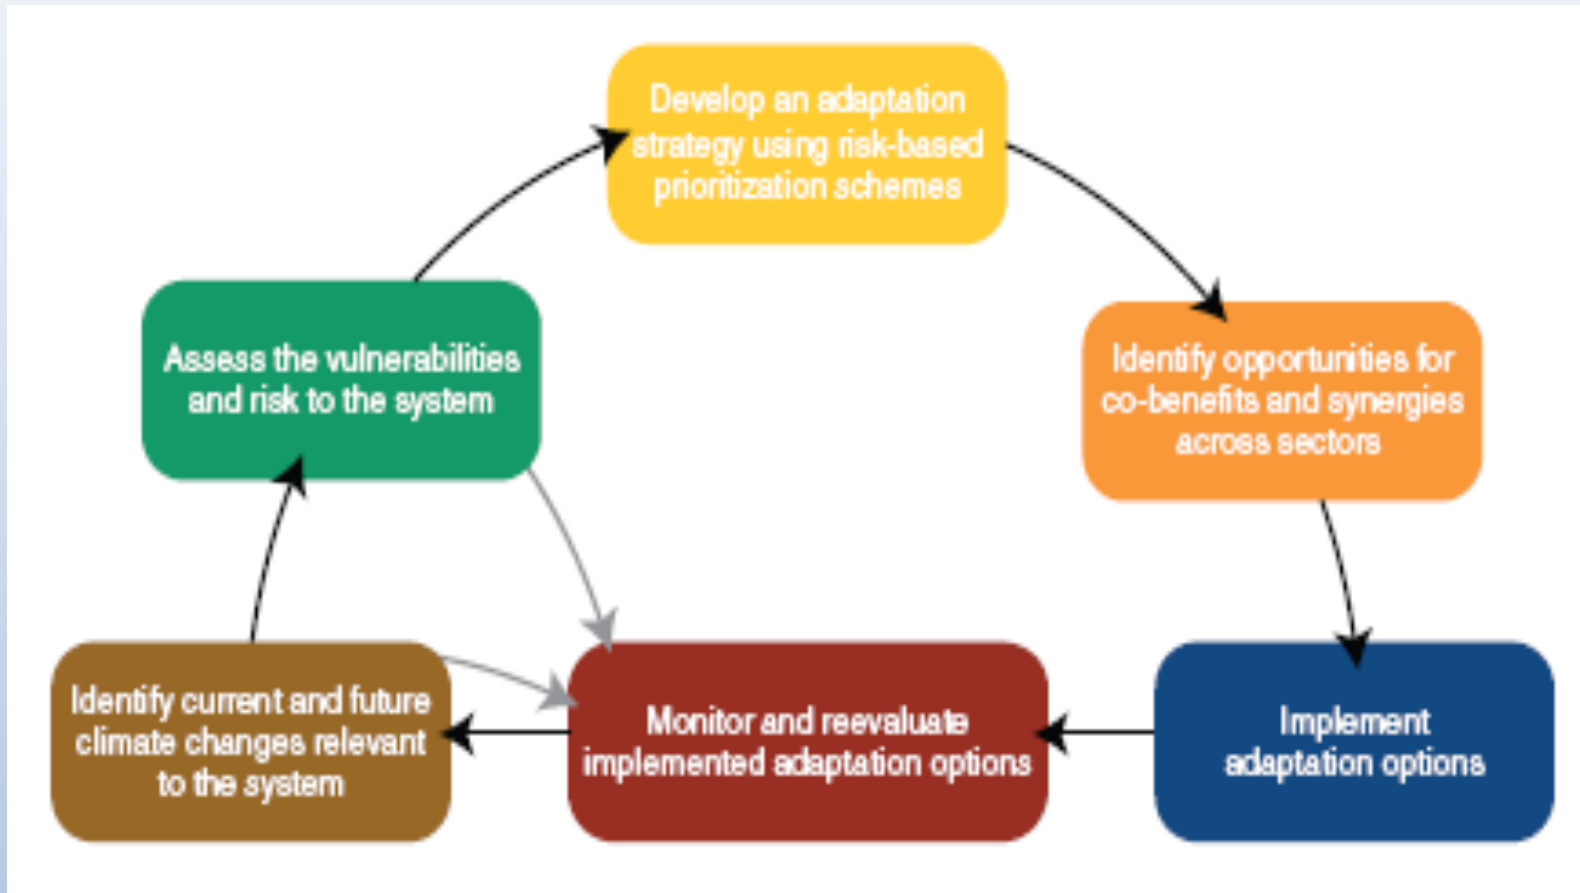 Develop an adaptation
strategy using risk-based
prioritization schemes
Assess the vulnerabilities
and risk to the system
Identify opportunities for
co-benefits and synergies
across sectors
Identify current and future
climate changes relevant
to the system
Monitor and reevaluate
implemented adaptation options
Implement
adaptation options